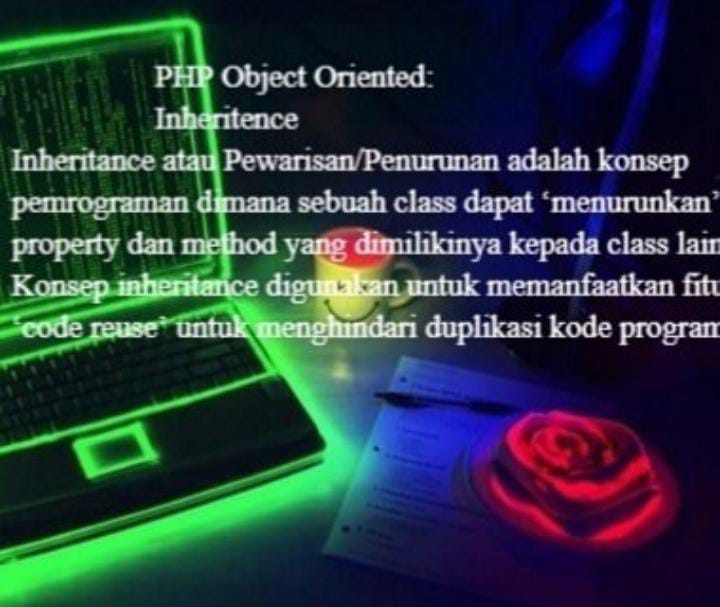 PHP Object Oriented:
Inheritence
Inheritance atau Pewarisan/Penurunan adalah konsep
pemrograman dimana sebuah class dapat ‘menurunkan’
property dan method yang dimilikinya kepada class lain
Konsep inheritance digunakan untuk memanfaatkan fitu
‘code reuse’ untuk menghindari duplikasi kode program